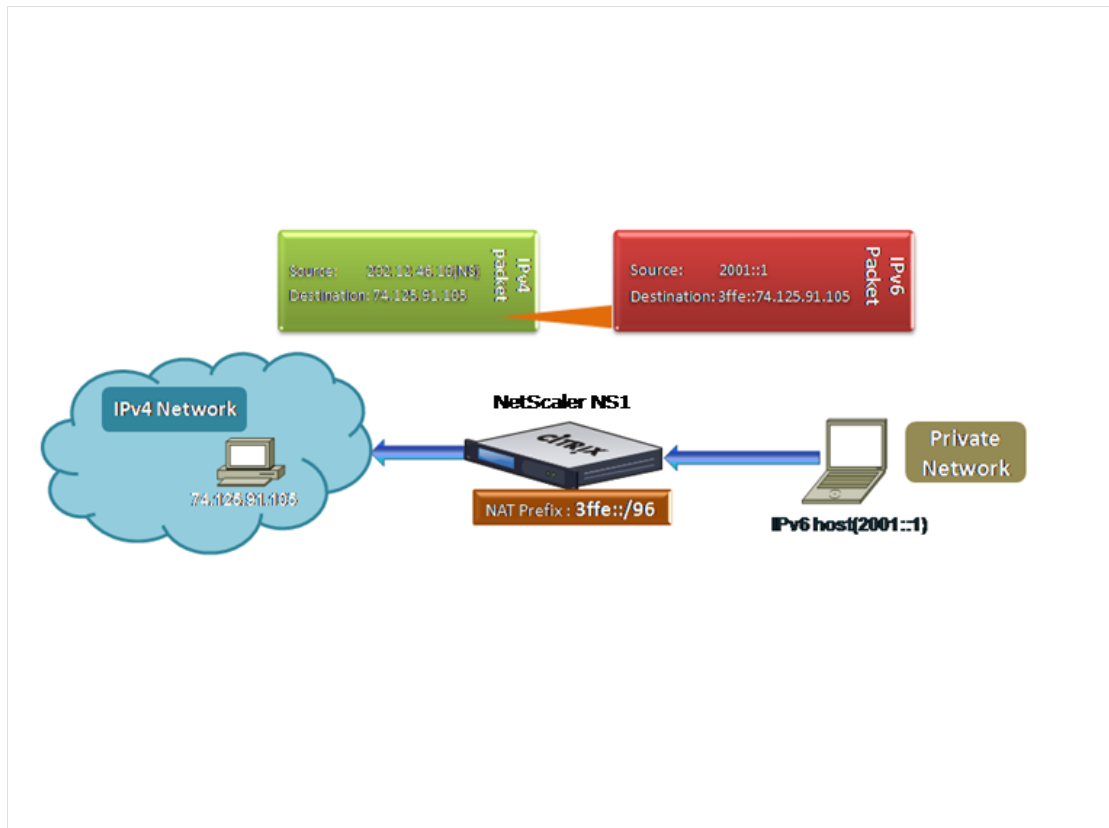 Source: 202.12.46.19(NS)
Destination: 74.125.91.105
IPv4
packet
Source: 2001::1
Destination: 3ffe::74.125.91.105
IPv6
Packet
IPv4 Network
74.125.91.105
NetScaler NS1
CITRIX
NAT Prefix : 3ffe::/96
Private
Network
IPv6 host(2001::1)